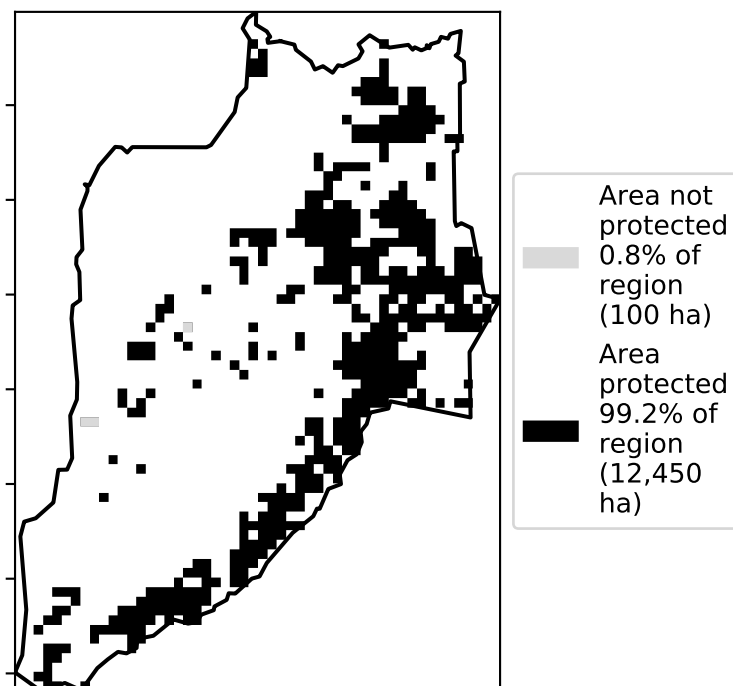 Area not
protected
0.8% of
region
(100 ha)
Area
protected
99.2% of
region
(12,450
ha)